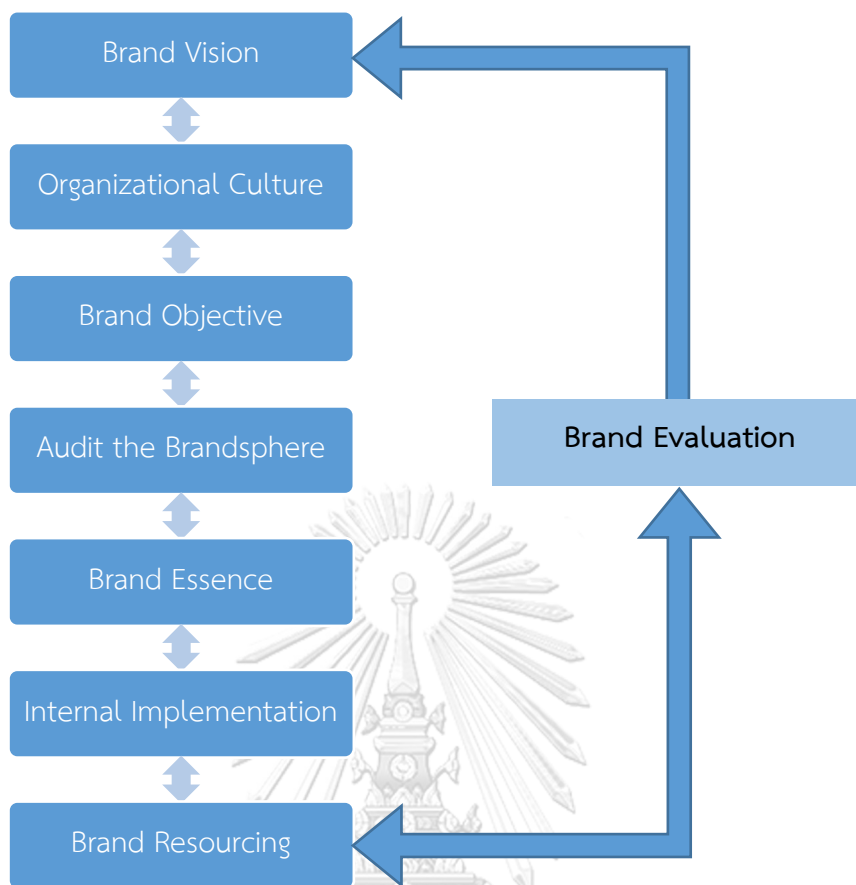 Brand Vision
Organizational Culture
Brand Objective
Audit the Brandsphere
Brand Evaluation
Brand Essence
Internal Implementation
Brand Resourcing